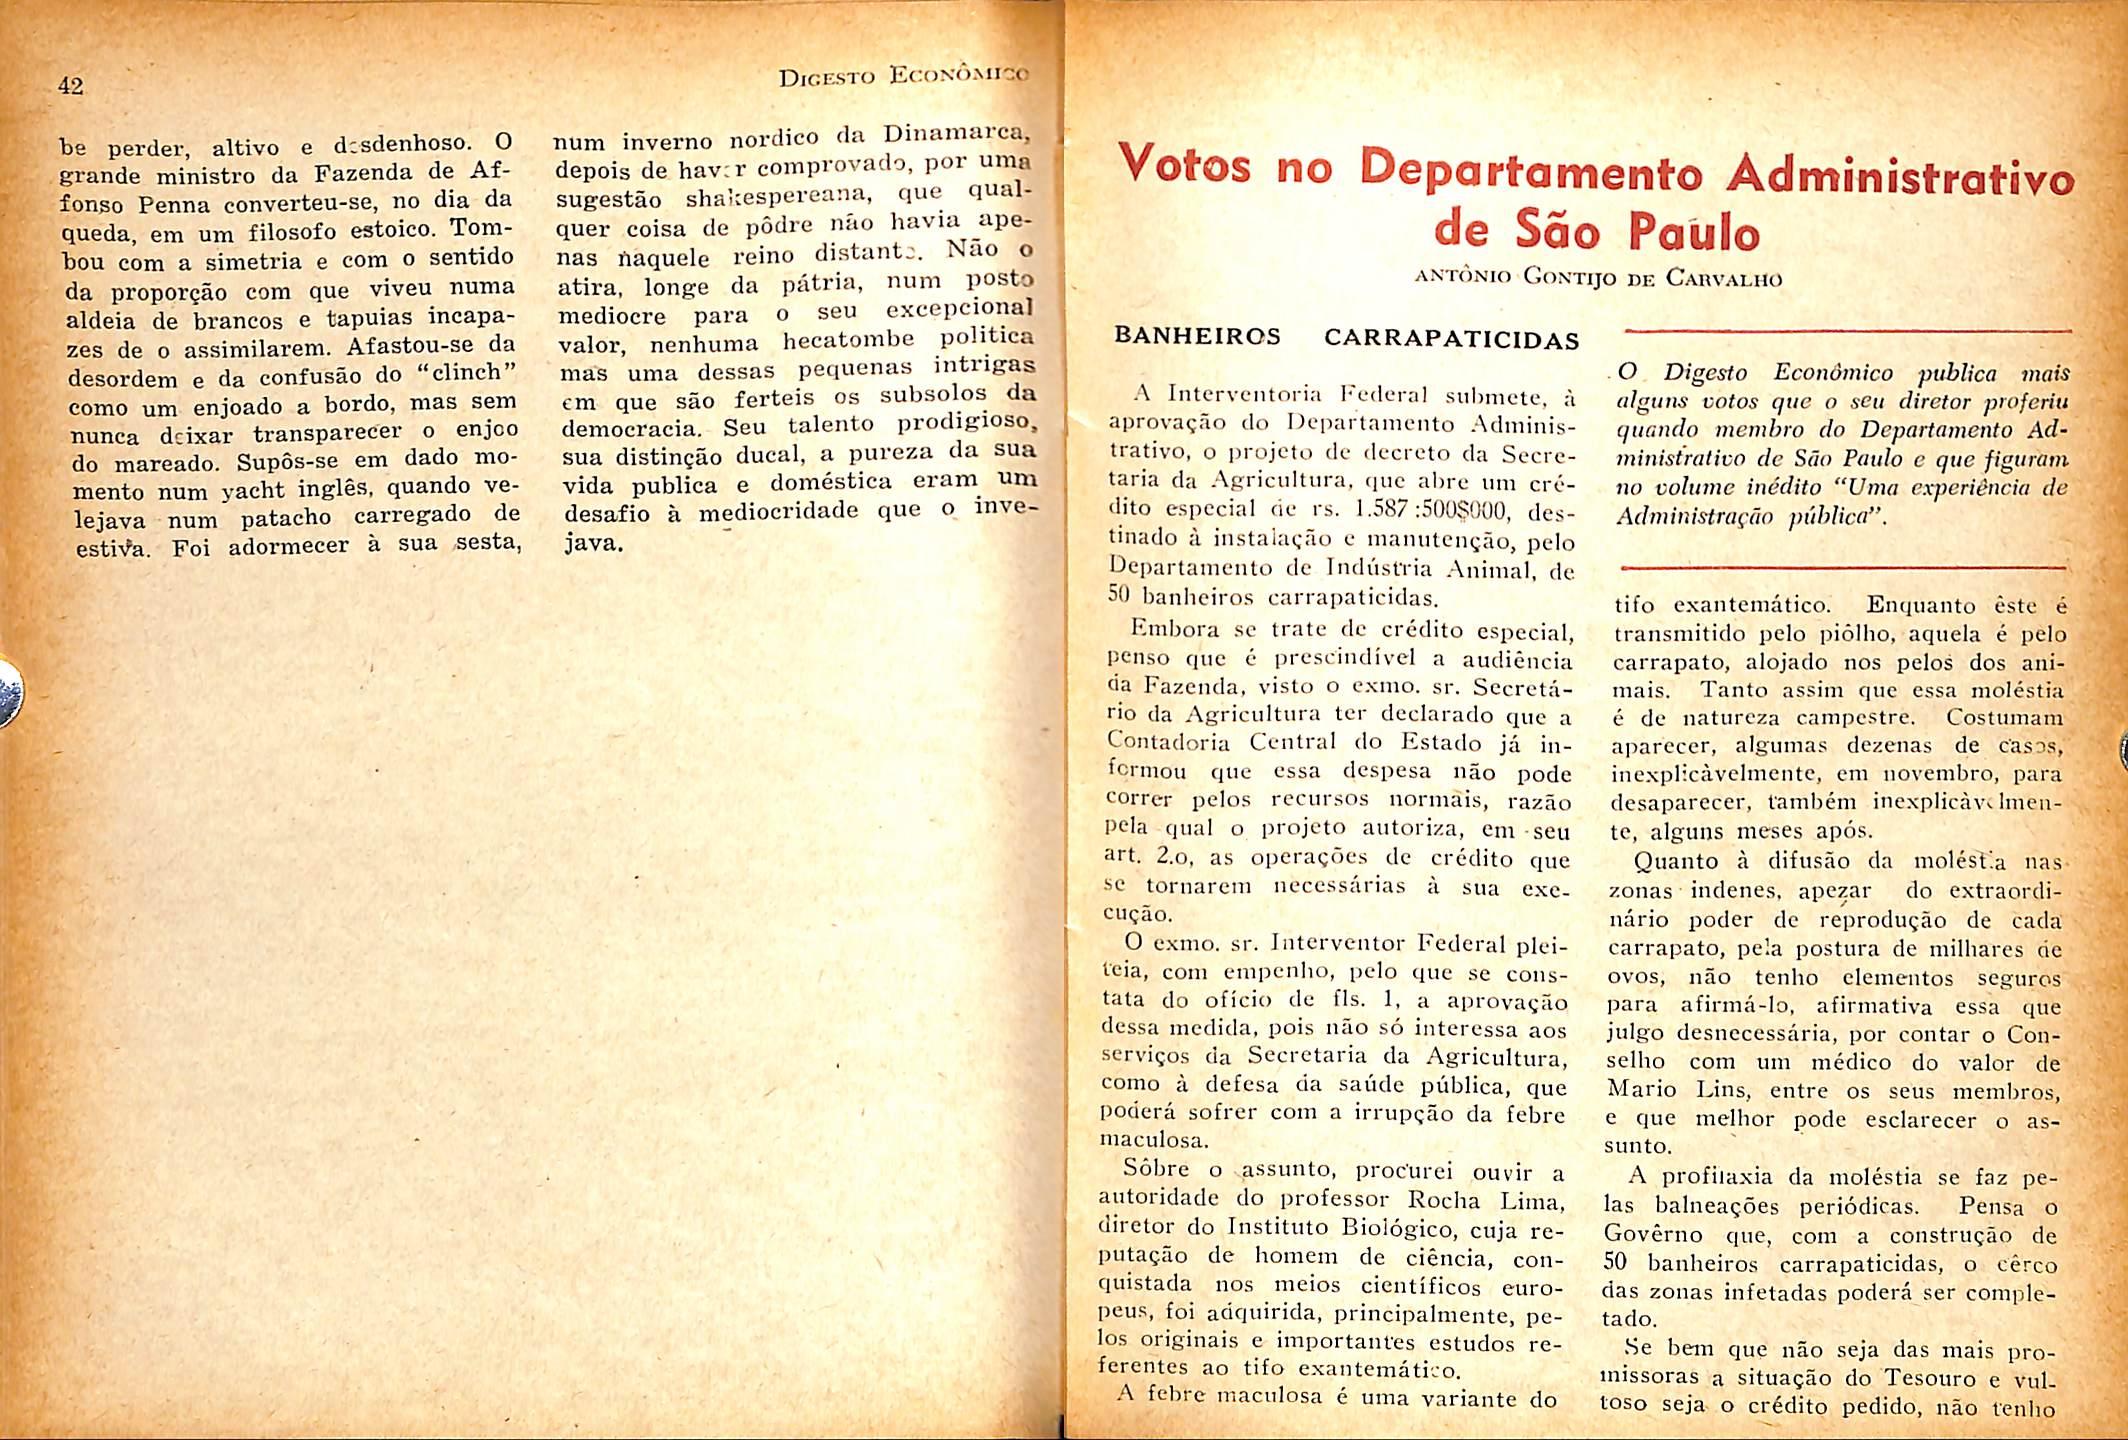 42
DIGESTO ECONÔMICO
be perder, altivo e desdenhoso. O
grande ministro da Fazenda de Af-
fonso Penna converteu-se, no dia da
queda, em um filosofo estoico. Tom-
bou com a simetria e com o sentido
da proporção com que viveu numa
aldeia de brancos e tapuias incapa-
zes de o assimilarem. Afastou-se da
desordem e da confusão do “clinch”
como um enjoado a bordo, mas sem
nunca deixar transparecer o enjoo
do mareado. Supôs-se em dado mo-
mento num yacht inglês, quando ve-
lejava num patacho carregado de
estiva. Foi adormecer à sua sesta,
num inverno nordico da Dinamarca,
depois de haver comprovado, por uma
sugestão shakespereana, que qual-
quer coisa de pôdre não havia ape-
nas naquele reino distante. Não o
atira, longe da pátria, num posto
mediocre para o seu excepcional
valor, nenhuma hecatombe politica
mas uma dessas pequenas intrigas
em que são ferteis os subsolos da
democracia. Seu talento prodigioso,
sua distinção ducal, a pureza da sua
vida publica e doméstica eram um
desafio à mediocridade que o inve-
java.
Votos no Departamento Administrativo
de São Paulo
ANTÔNIO GONTIJO DE CARVALHO
BANHEIROS CARRAPATICIDAS
A Interventoria Federal submete, à
aprovação do Departamento Adminis-
trativo, o projeto de decreto da Secre-
taria da Agricultura, que abre um cré-
dito especial de rs. 1.587:500$000, des-
tinado à instalação e manutenção, pelo
Departamento de Indústria Animal, de
50 banheiros carrapaticidas.
Embora se trate de crédito especial,
penso que é prescindível a audiência
da Fazenda, visto o exmo. sr. Secretá-
rio da Agricultura ter declarado que a
Contadoria Central do Estado já in-
formou que essa despesa não pode
correr pelos recursos normais, razão
pela qual o projeto autoriza, em seu
art. 2.o, as operações de crédito que
se tornarem necessárias à sua exe-
cução.
O exmo. sr. Interventor Federal plei-
teia, com empenho, pelo que se cons-
tata do ofício de fls. 1, a aprovação
dessa medida, pois não só interessa aos
serviços da Secretaria da Agricultura,
como à defesa da saúde pública, que
poderá sofrer com a irrupção da febre
maculosa.
Sôbre o assunto, procurei ouvir a
autoridade do professor Rocha Lima,
diretor do Instituto Biológico, cuja re-
putação de homem de ciência, con-
quistada nos meios científicos euro-
peus, foi adquirida, principalmente, pe-
los originais e importantes estudos re-
ferentes ao tifo exantemático.
A febre maculosa é uma variante do
O Digesto Econômico publica mais
alguns votos que o seu diretor proferiu
quando membro do Departamento Ad-
ministrativo de São Paulo e que figuram
no volume inédito “Uma experiência de
Administração pública”.
tifo exantemático. Enquanto êste é
transmitido pelo piôlho, aquela é pelo
carrapato, alojado nos pelos dos ani-
mais. Tanto assim que essa moléstia
é de natureza campestre. Costumam
aparecer, algumas dezenas de casos,
inexplicàvelmente, em novembro, para
desaparecer, também inexplicàvelmen-
te, alguns meses após.
Quanto à difusão da moléstia nas
zonas indenes, apezar do extraordi-
nário poder de reprodução de cada
carrapato, pela postura de milhares de
ovos, não tenho elementos seguros
para afirmá-lo, afirmativa essa que
julgo desnecessária, por contar o Con-
selho com um médico do valor de
Mario Lins, entre os seus membros,
e que melhor pode esclarecer o as-
sunto.
A profilaxia da moléstia se faz pe-
las balneações periódicas. Pensa o
Govêrno que, com a construção de
50 banheiros carrapaticidas, o cêrco
das zonas infetadas poderá ser comple-
tado.
Se bem que não seja das mais pro-
missoras a situação do Tesouro e vul-
toso seja o crédito pedido, não tenho